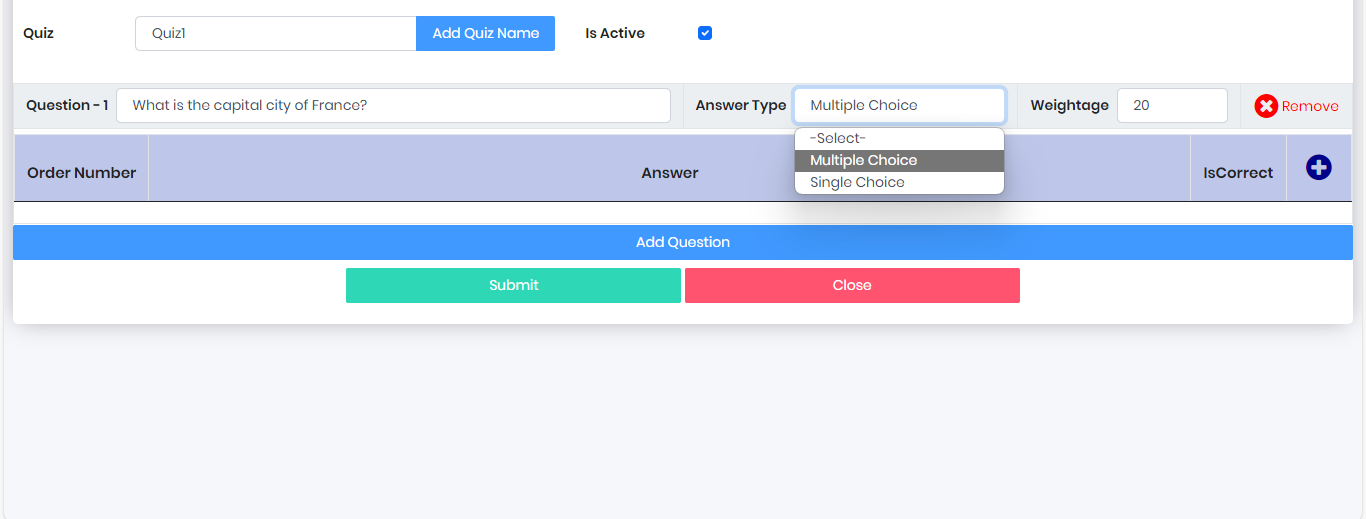 Quiz Quiz1 Add Quiz Name Is Active
Question - 1 What is the capital city of France? Answer Type Multiple Choice Weightage 20 Remove
-Select-
Multiple Choice
Single Choice
Order Number Answer IsCorrect
Add Question
Submit Close